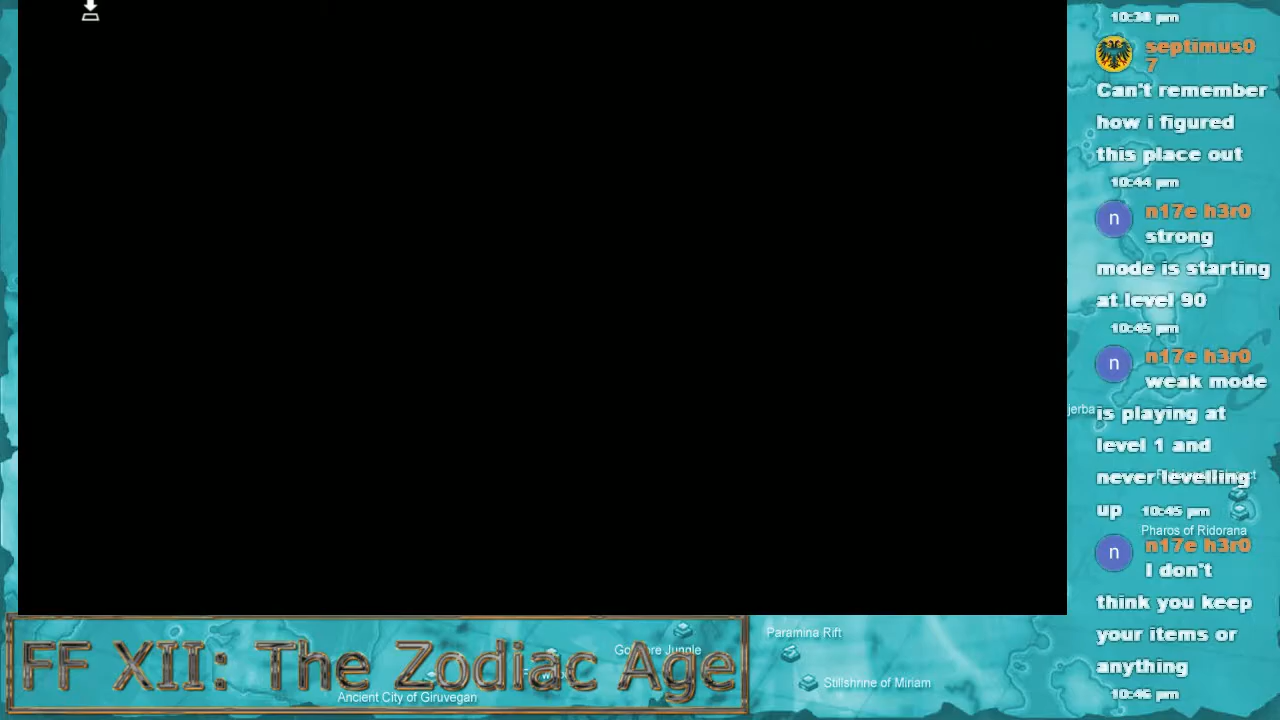 10:38 pm
septimus0
7
Can't remember
how i figured
this place out
10:44 pm
n
n17e h3r0
strong
mode is starting
at level 90
10:45 pm
n
n17e h3r0
weak mode
jerba
is playing at
level 1 and
never levelling
up 10:45 pm
Pharos of Ridorana
n
n17e h3r0
I don't
think you keep
your items or
anything
10:46 pm
Paramina Rift
Golmore Jungle
FF XII: The Zodiac Age
Stillshrine of Miriam
Ancient City of Giruvegan